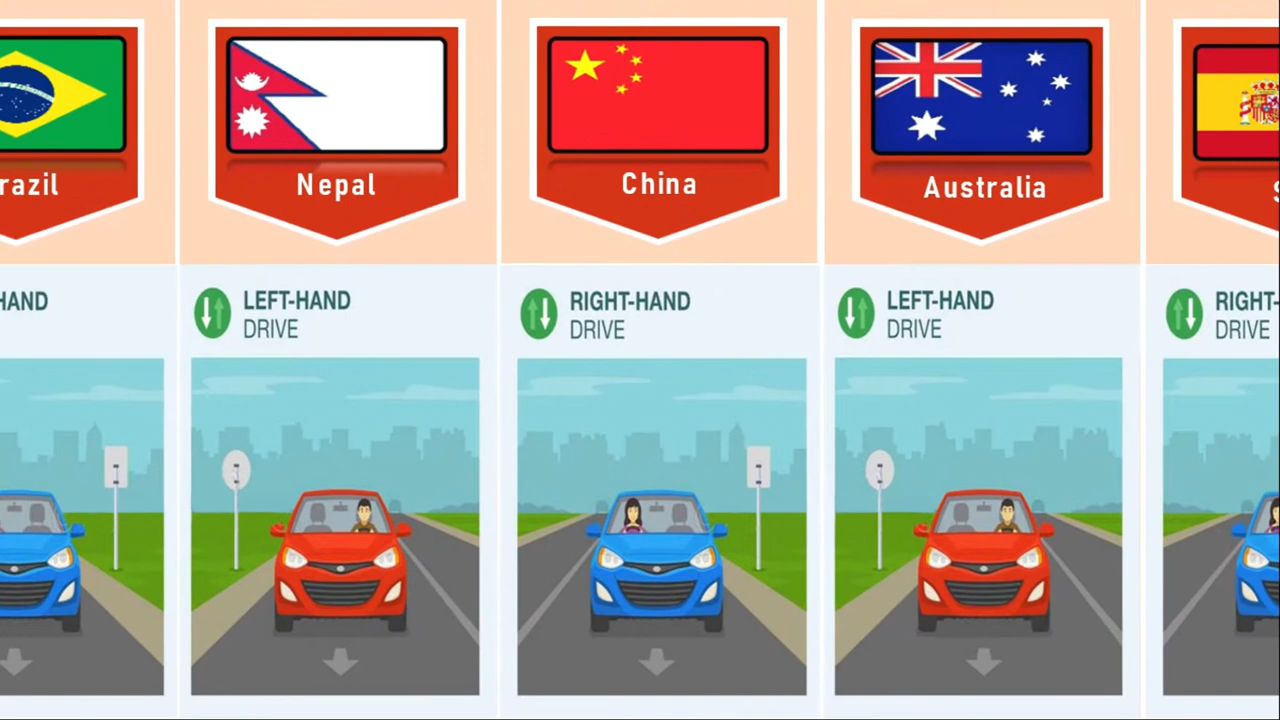 razil
Nepal
China
Australia
S
HAND
LEFT-HAND
DRIVE
RIGHT-HAND
DRIVE
LEFT-HAND
DRIVE
RIGHT-
DRIVE